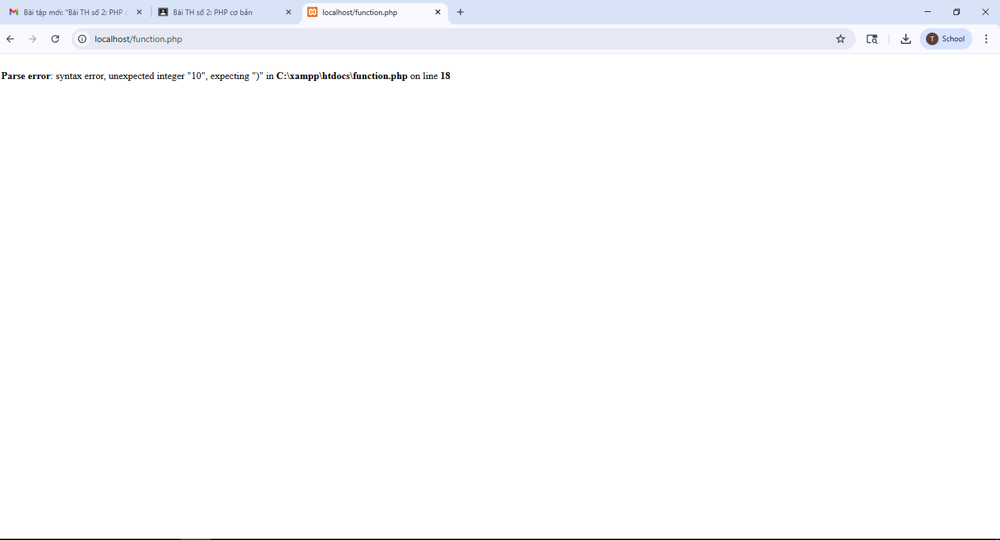 Bài tập mới: "Bài TH số 2: PHP c
Bài TH số 2: PHP cơ bản
localhost/function.php
localhost/function.php
T School
Parse error: syntax error, unexpected integer "10", expecting ")" in C:\xampp\htdocs\function.php on line 18